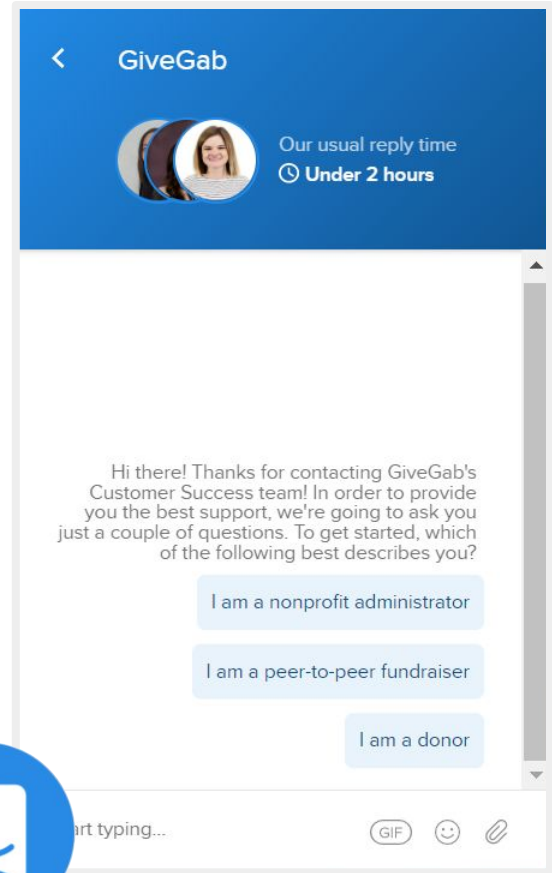 GiveGab
Our usual reply time
Under 2 hours
Hi there! Thanks for contacting GiveGab's
Customer Success team! In order to provide
you the best support, we're going to ask you
just a couple of questions. To get started, which
of the following best describes you?
I am a nonprofit administrator
I am a peer-to-peer fundraiser
I am a donor
art typing...
GIF